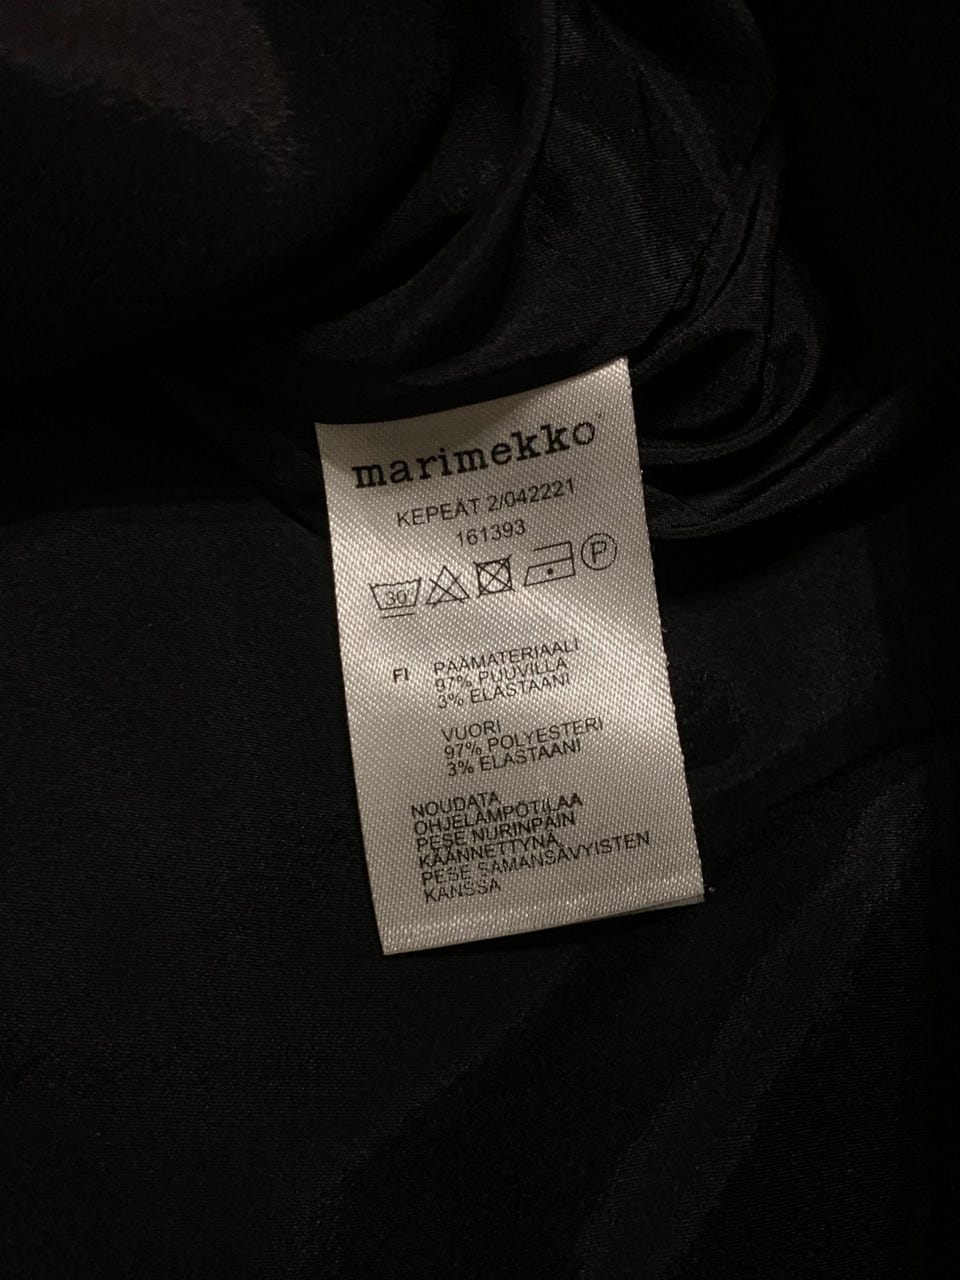 marimekko
KEPEÄT 2/042221
161393
30 P
FI PÄÄMATERIAALI
97% PUUVILLA
3% ELASTAANI
VUORI
97% POLYESTERI
3% ELASTAANI
NOUDATA
OHJELÄMPÖTILAA
PESE NURINPÄIN
KÄÄNNETTYNÄ,
PESE SAMANSÄVYISTEN
KANSSA